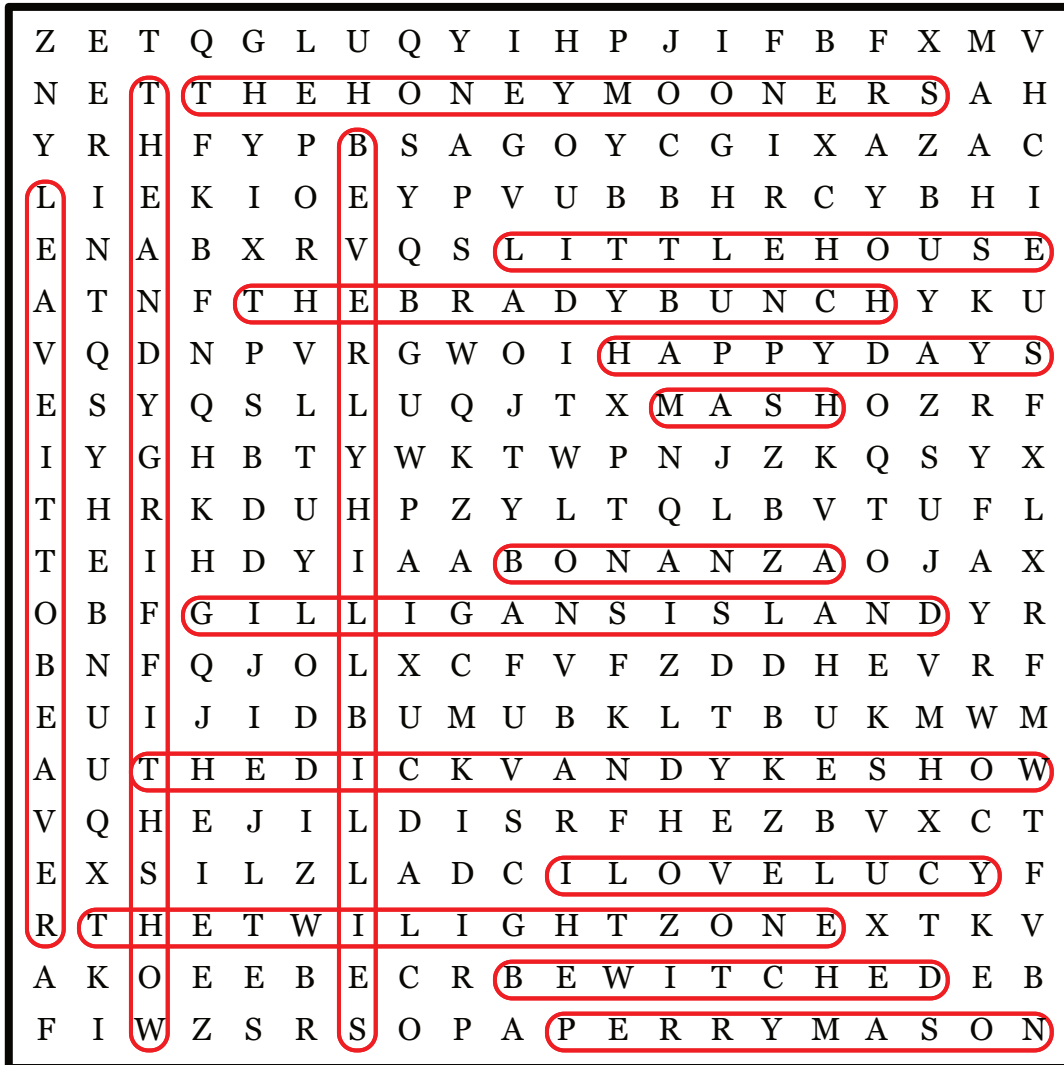 Z E T Q G L U Q Y I H P J I F B F X M V
N E T T H E H O N E Y M O O N E R S A H
Y R H F Y P B S A G O Y C G I X A Z A C
L I E K I O E Y P V U B B H R C Y B H I
E N A B X R V Q S L I T T L E H O U S E
A T N F T H E B R A D Y B U N C H Y K U
V Q D N P V R G W O I H A P P Y D A Y S
E S Y Q S L L U Q J T X M A S H O Z R F
I Y G H B T Y W K T W P N J Z K Q S Y X
T H R K D U H P Z Y L T Q L B V T U F L
T E I H D Y I A A B O N A N Z A O J A X
O B F G I L L I G A N S I S L A N D Y R
B N F Q J O L X C F V F Z D D H E V R F
E U I J I D B U M U B K L T B U K M W M
A U T H E D I C K V A N D Y K E S H O W
V Q H E J I L D I S R F H E Z B V X C T
E X S I L Z L A D C I L O V E L U C Y F
R T H E T W I L I G H T Z O N E X T K V
A K O E E B E C R B E W I T C H E D E B
F I W Z S R S O P A P E R R Y M A S O N